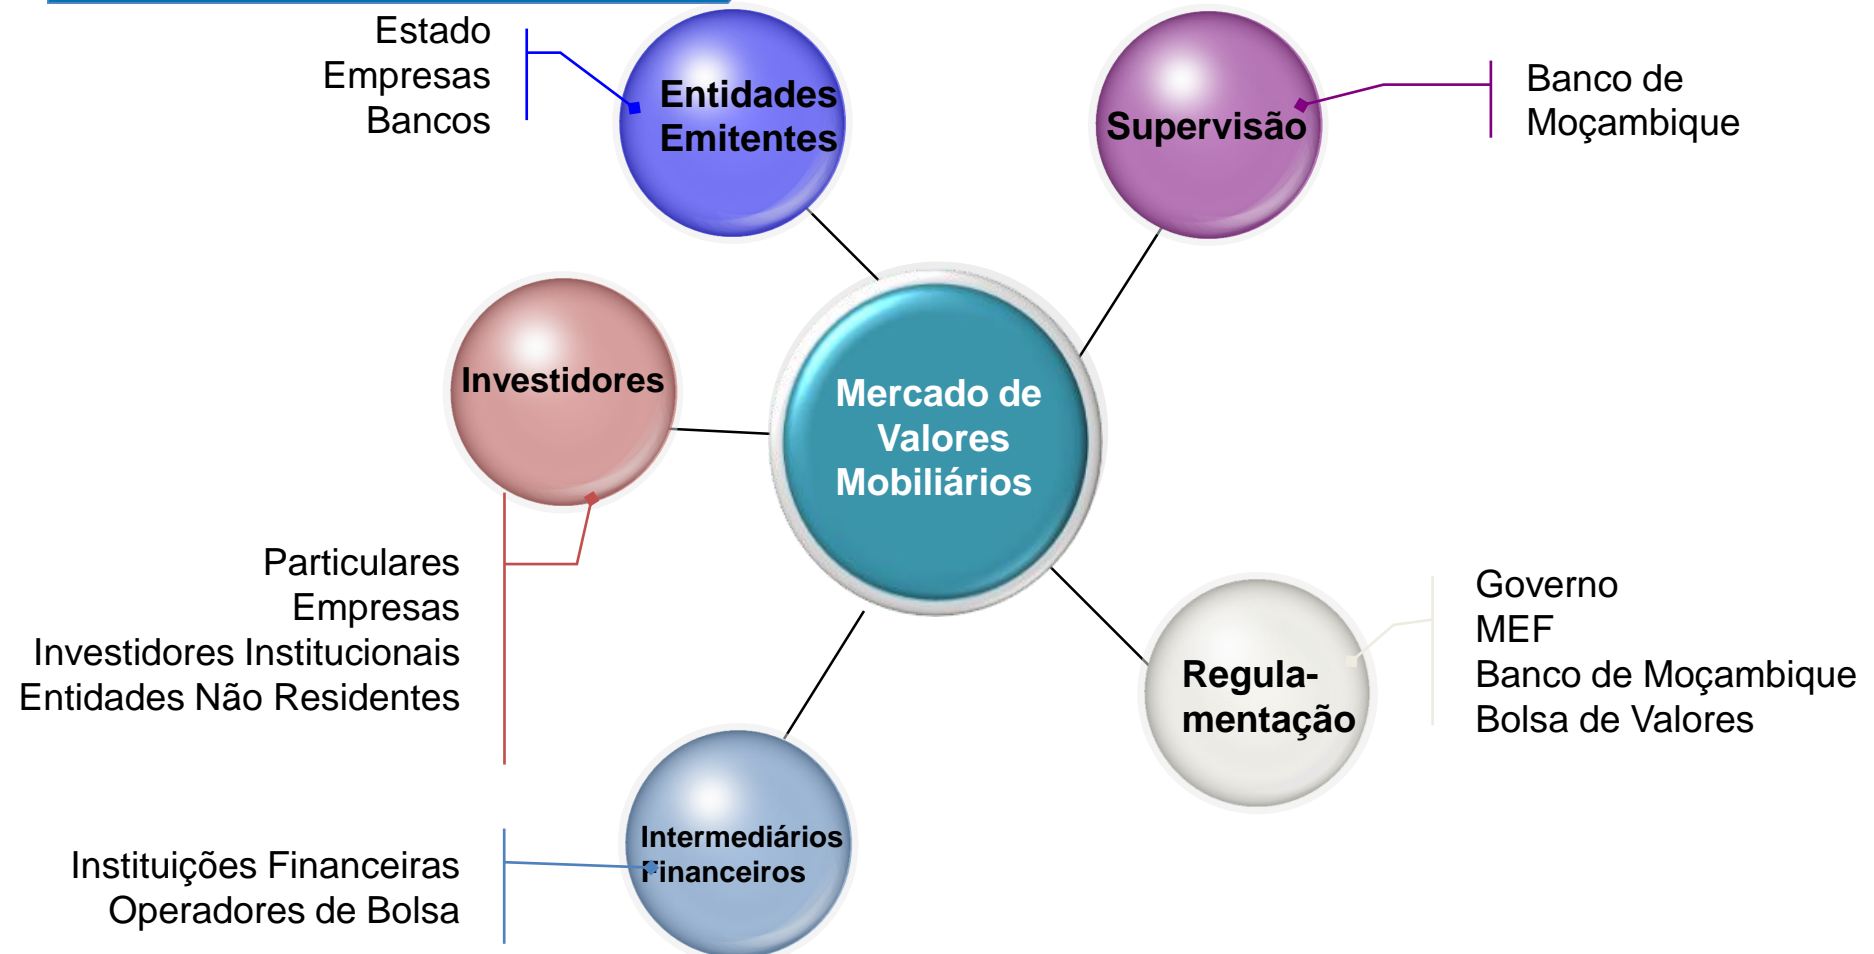 Estado
Empresas
Bancos
Entidades
Emitentes
Supervisão
Banco de
Moçambique
Investidores
Mercado de
Valores
Mobiliários
Particulares
Empresas
Investidores Institucionais
Entidades Não Residentes
Regula-
mentação
Governo
MEF
Banco de Moçambique
Bolsa de Valores
Intermediários
Financeiros
Instituições Financeiras
Operadores de Bolsa